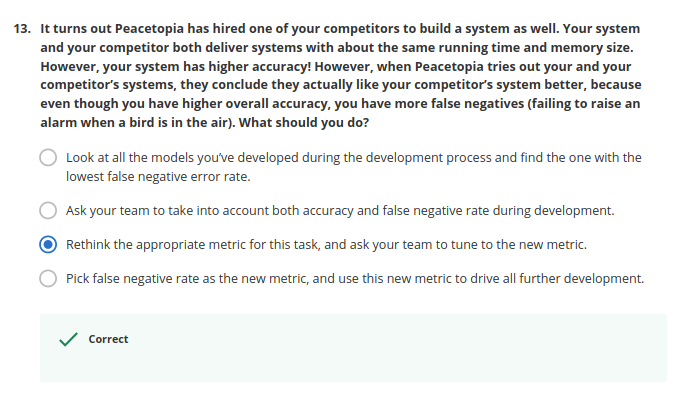 13. It turns out Peacetopia has hired one of your competitors to build a system as well. Your system
and your competitor both deliver systems with about the same running time and memory size.
However, your system has higher accuracy! However, when Peacetopia tries out your and your
competitor's systems, they conclude they actually like your competitor's system better, because
even though you have higher overall accuracy, you have more false negatives (failing to raise an
alarm when a bird is in the air). What should you do?
Look at all the models you've developed during the development process and find the one with the
lowest false negative error rate.
Ask your team to take into account both accuracy and false negative rate during development.
Rethink the appropriate metric for this task, and ask your team to tune to the new metric.
Pick false negative rate as the new metric, and use this new metric to drive all further development.
Correct